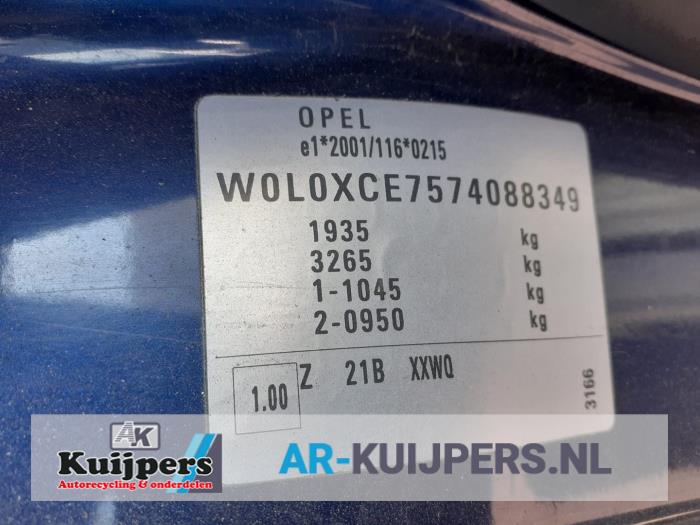 OPEL
e1*2001/116*0215
W0L0XCE7574088349
1935 kg
3265 kg
1-1045 kg
2-0950 kg
1.00 Z 21B XXWQ
3166
AK
Kuijpers
Autorecycling & onderdelen
AR-KUIJPERS.NL